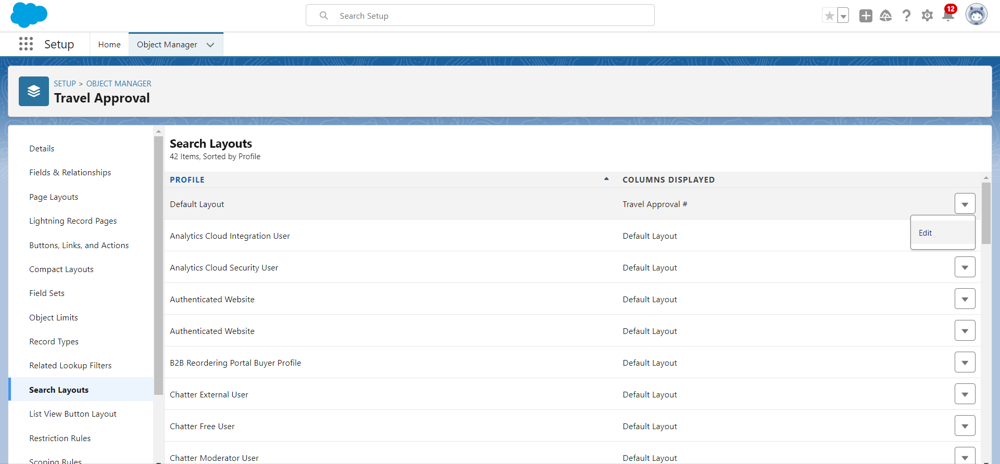 Search Setup
12
Setup
Home
Object Manager
SETUP > OBJECT MANAGER
Travel Approval
Details
Fields & Relationships
Page Layouts
Lightning Record Pages
Buttons, Links, and Actions
Compact Layouts
Field Sets
Object Limits
Record Types
Related Lookup Filters
Search Layouts
List View Button Layout
Restriction Rules
Scoping Rules
Search Layouts
42 Items, Sorted by Profile
PROFILE COLUMNS DISPLAYED
Default Layout Travel Approval #
Edit
Analytics Cloud Integration User Default Layout
Analytics Cloud Security User Default Layout
Authenticated Website Default Layout
Authenticated Website Default Layout
B2B Reordering Portal Buyer Profile Default Layout
Chatter External User Default Layout
Chatter Free User Default Layout
Chatter Moderator User Default Layout